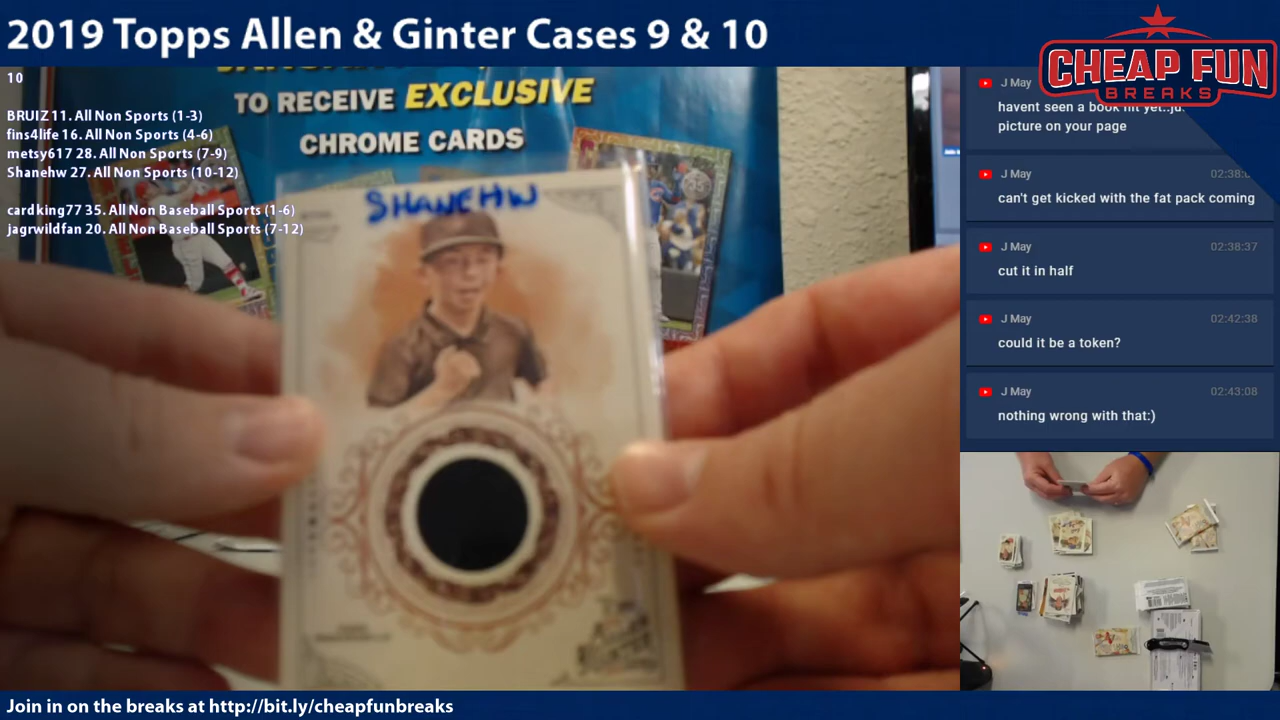 2019 Topps Allen & Ginter Cases 9 & 10
CHEAP FUN
BREAKS
10
BRUIZ 11. All Non Sports (1-3)
fins4life 16. All Non Sports (4-6)
metsy617 28. All Non Sports (7-9)
Shanehw 27. All Non Sports (10-12)
cardking77 35. All Non Baseball Sports (1-6)
jagrwildfan 20. All Non Baseball Sports (7-12)
TO RECEIVE EXCLUSIVE
CHROME CARDS
SHANEHW
J May
havent seen a book hit yet..ju
picture on your page
J May 02:38:
can't get kicked with the fat pack coming
J May 02:38:37
cut it in half
J May 02:42:38
could it be a token?
J May 02:43:08
nothing wrong with that:)
Join in on the breaks at http://bit.ly/cheapfunbreaks